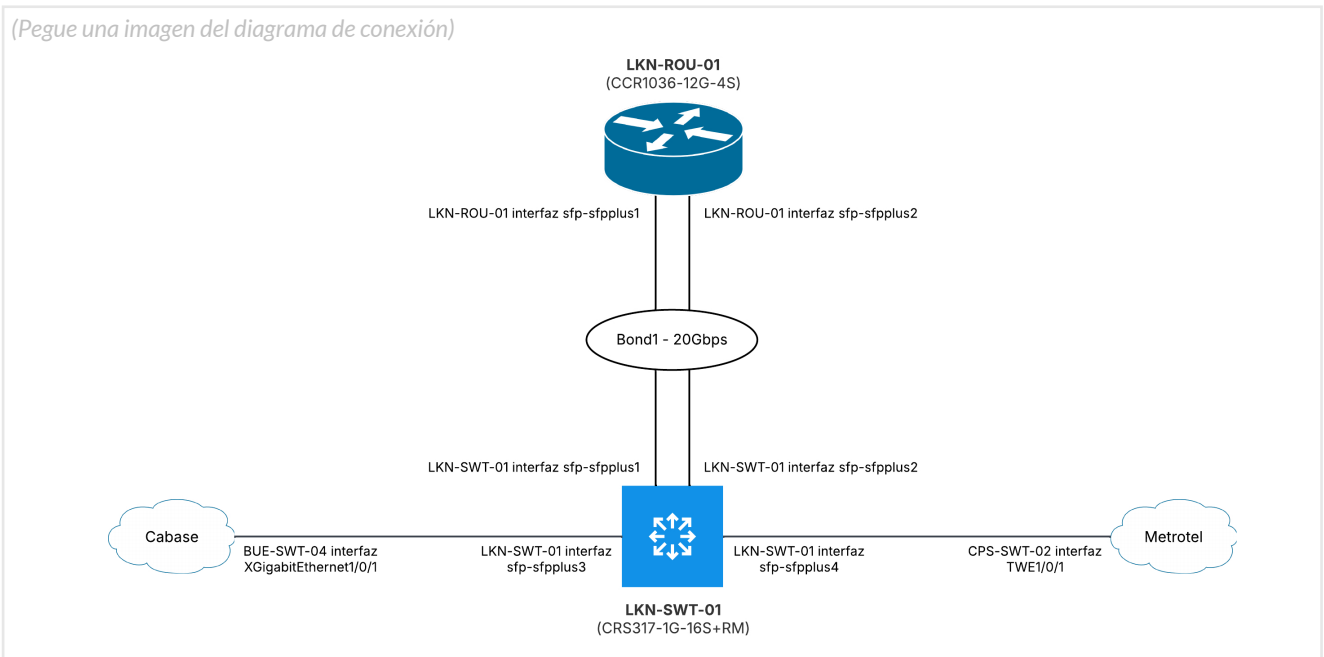 (Pegue una imagen del diagrama de conexión)
LKN-ROU-01
(CCR1036-12G-4S)
LKN-ROU-01 interfaz sfp-sfpplus1
LKN-ROU-01 interfaz sfp-sfpplus2
Bond1 - 20Gbps
LKN-SWT-01 interfaz sfp-sfpplus1
LKN-SWT-01 interfaz sfp-sfpplus2
Cabase
BUE-SWT-04 interfaz
XGigabitEthernet1/0/1
LKN-SWT-01 interfaz
sfp-sfpplus3
LKN-SWT-01 interfaz
sfp-sfpplus4
CPS-SWT-02 interfaz
TWE1/0/1
Metrotel
LKN-SWT-01
(CRS317-1G-16S+RM)